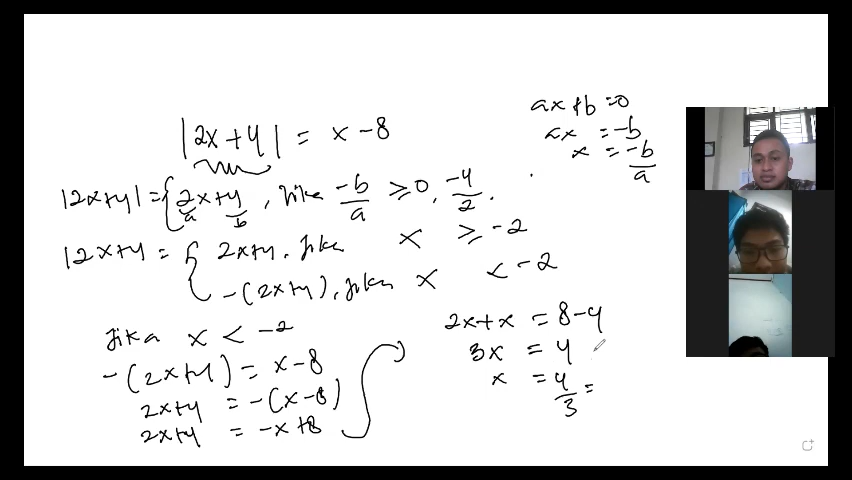 |2x+4| = x-8
|2x+4| = { 2x+4, jika -b/a ≥ 0, -4/2.
a b
|2x+4| = { 2x+4, jika x ≥ -2
-(2x+4), jika x < -2
Jika x < -2
-(2x+4) = x-8
2x+4 = -(x-8)
2x+4 = -x+8
ax+b=0
ax = -b
x = -b/a
2x+x = 8-4
3x = 4
x = 4/3 =